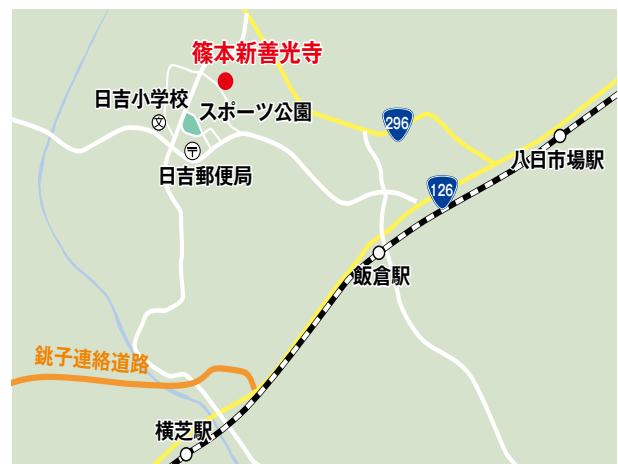 篠本新善光寺
日吉小学校
スポーツ公園
文
296
日吉郵便局
八日市場駅
126
飯倉駅
銚子連絡道路
横芝駅